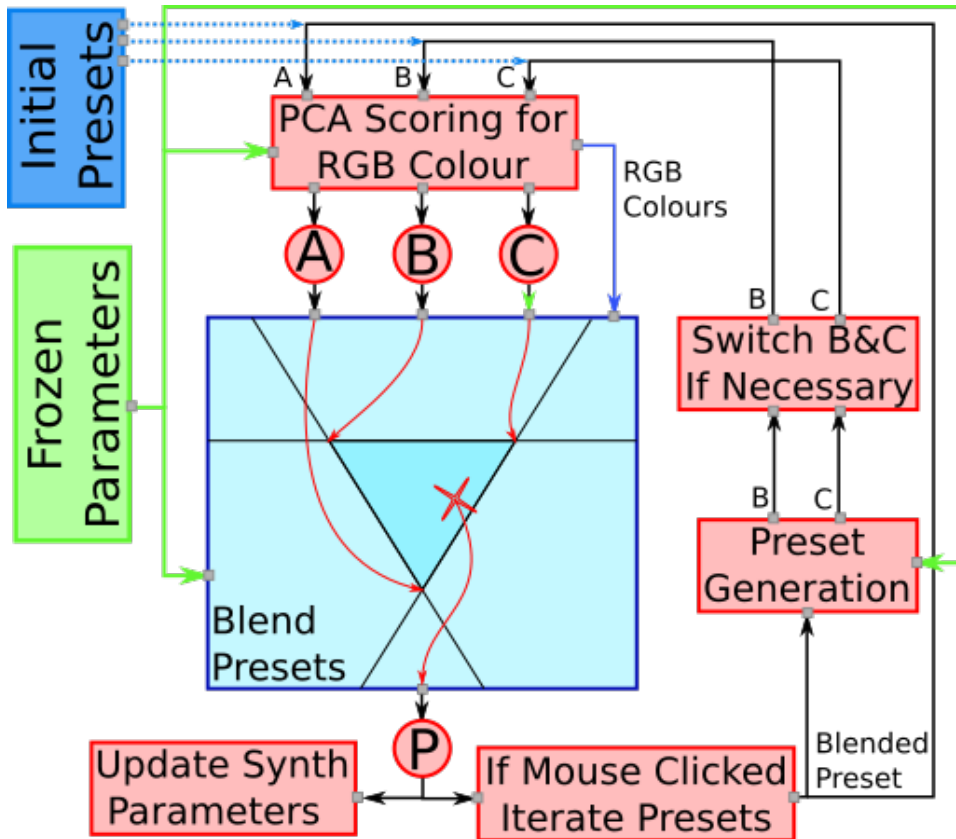 Initial
Presets
A
B
C
PCA Scoring for
RGB Colour
RGB
Colours
A
B
C
Frozen
Parameters
B
C
Switch B&C
If Necessary
B
C
Preset
Generation
Blend
Presets
P
Update Synth
Parameters
If Mouse Clicked
Iterate Presets
Blended
Preset